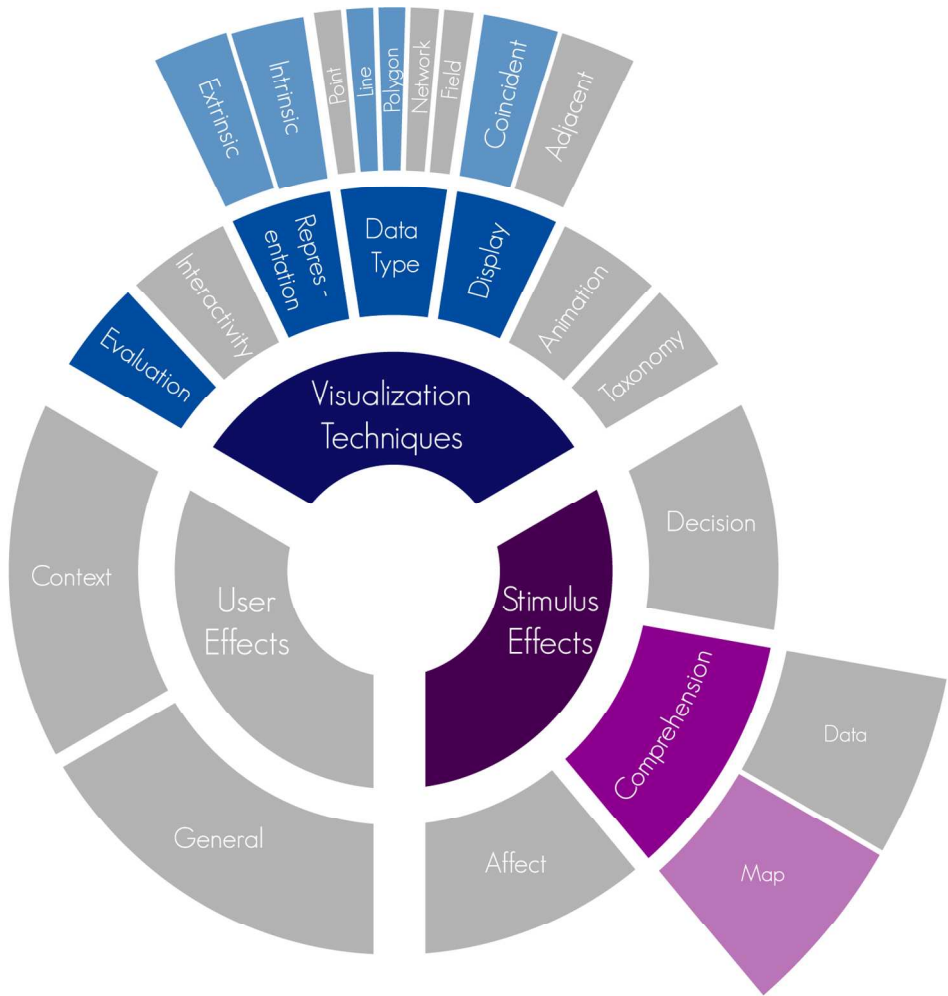 Extrinsic
Intrinsic
Point
Line
Polygon
Network
Field
Coincident
Adjacent
Evaluation
Interactivity
Repres -
entation
Data
Type
Display
Animation
Taxonomy
Visualization
Techniques
Context
User
Effects
General
Stimulus
Effects
Decision
Comprehension
Affect
Data
Map